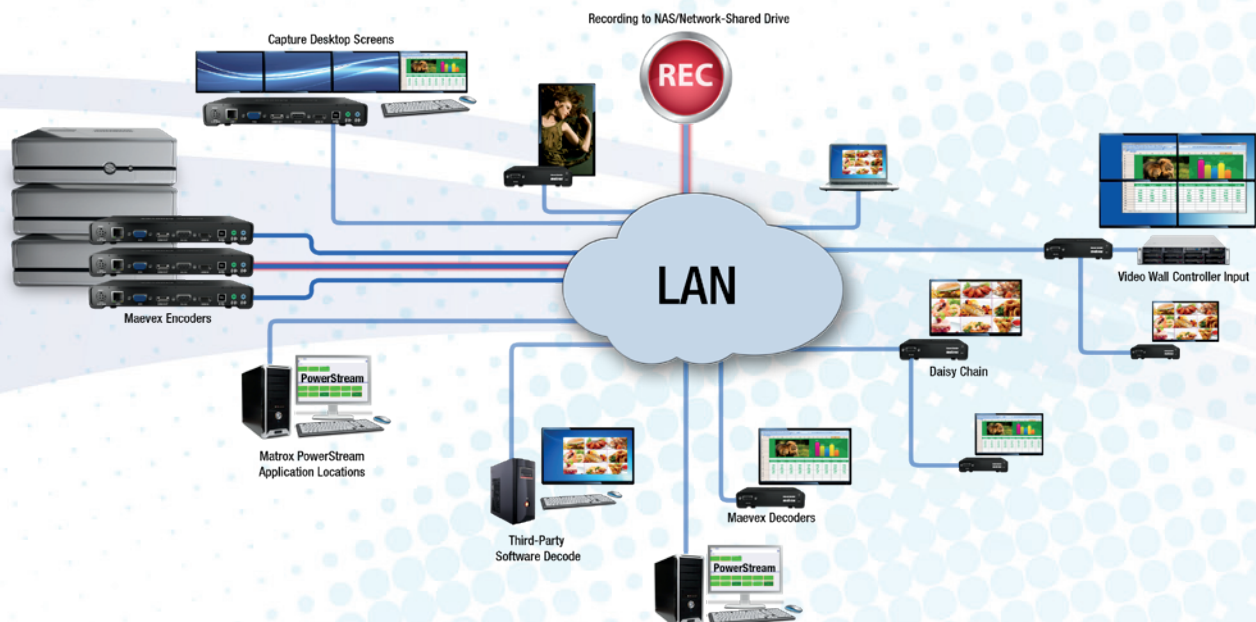 Recording to NAS/Network-Shared Drive
Capture Desktop Screens
REC
LAN
Video Wall Controller Input
Maevex Encoders
Daisy Chain
PowerStream
Matrox PowerStream
Application Locations
Maevex Decoders
Third-Party
Software Decode
PowerStream